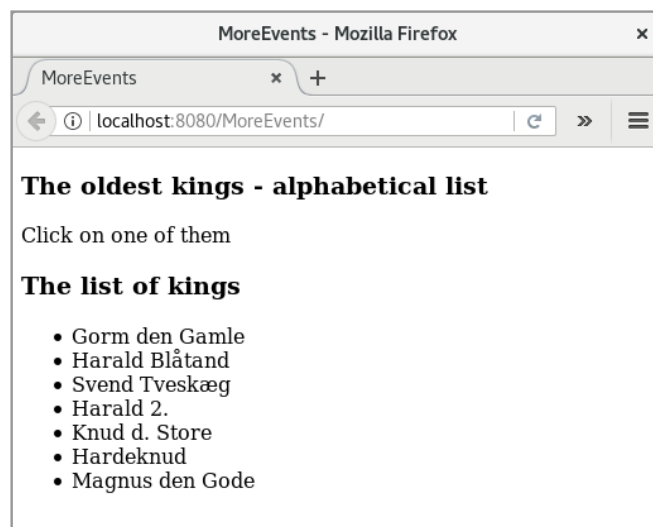 MoreEvents - Mozilla Firefox
MoreEvents
localhost:8080/MoreEvents/
The oldest kings - alphabetical list
Click on one of them
The list of kings
• Gorm den Gamle
• Harald Blåtand
• Svend Tveskæg
• Harald 2.
• Knud d. Store
• Hardeknud
• Magnus den Gode